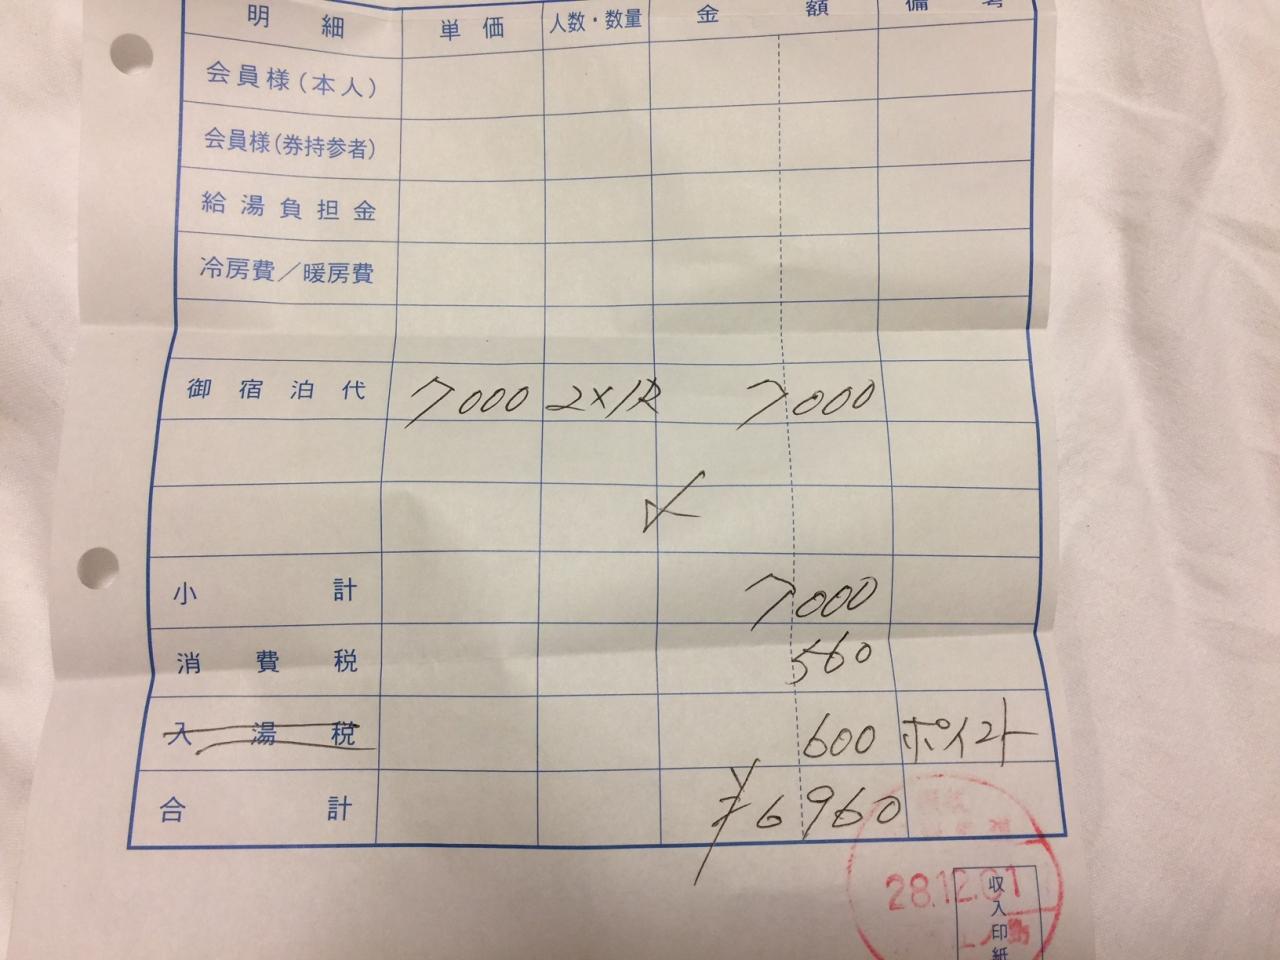 明細 単価 人数・数量 金額 備考
会員様(本人)
会員様(券持参者)
給湯負担金
冷房費／暖房費
御宿泊代 7000 2×1R 7000
小計 7000
消費税 560
入湯税 600 ポイント
合計 ¥6960
28.12.01
収入印紙